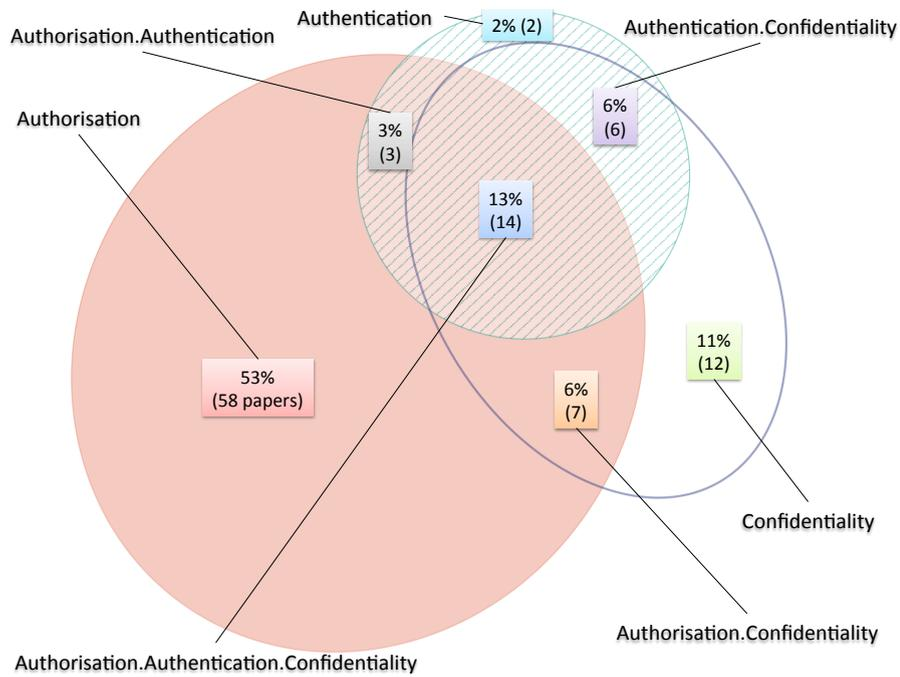 Authentication
2% (2)
Authentication.Confidentiality
Authorisation.Authentication
6%
(6)
Authorisation
3%
(3)
13%
(14)
11%
(12)
53%
(58 papers)
6%
(7)
Confidentiality
Authorisation.Confidentiality
Authorisation.Authentication.Confidentiality